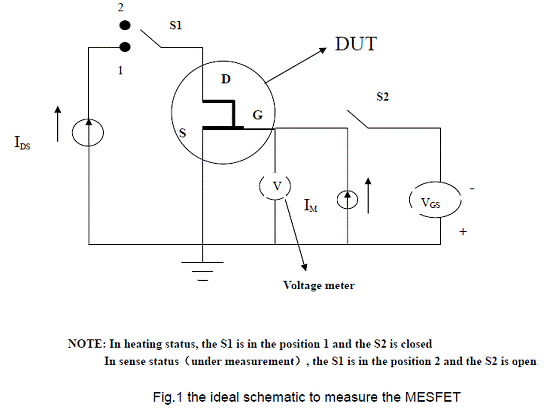 2
S1
DUT
1
D
S2
G
S
IDS
V
IM
VGS
-
+
Voltage meter
NOTE: In heating status, the S1 is in the position 1 and the S2 is closed
In sense status（under measurement）, the S1 is in the position 2 and the S2 is open
Fig.1 the ideal schematic to measure the MESFET